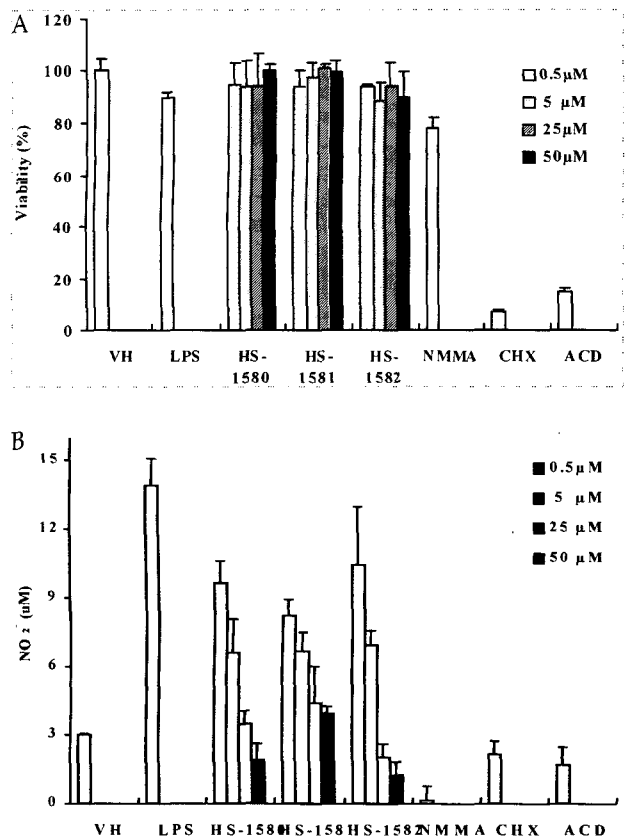 A
120
100
80
60
40
20
0
Viability (%)
0.5µM
5 µM
25µM
50µM
VH LPS HS-1580 HS-1581 HS-1582 NMMA CHX ACD
B
15
12
9
6
3
0
NO₂⁻ (uM)
0.5µM
5 µM
25 µM
50 µM
VH LPS HS-1580 HS-158 HS-1582 NMMA CHX ACD